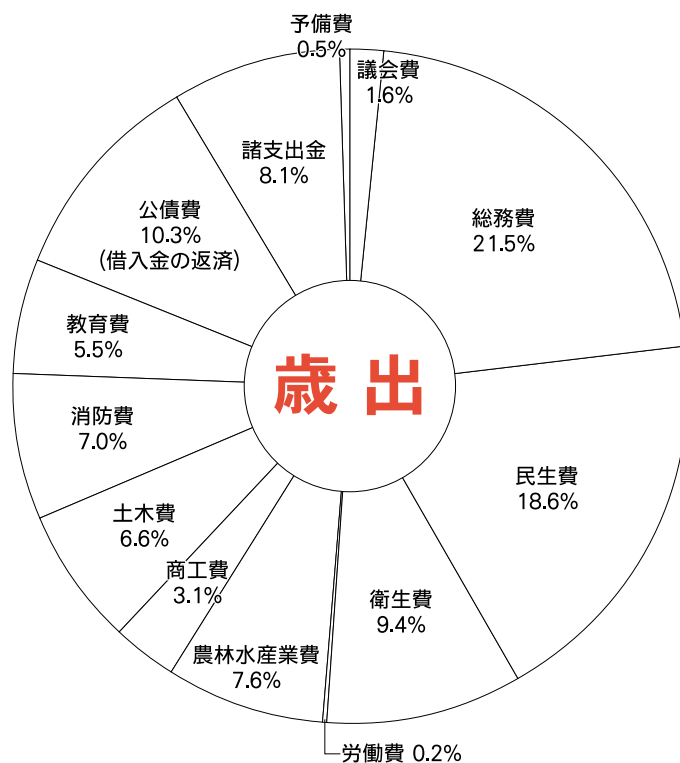 予備費
0.5%
議会費
1.6%
総務費
21.5%
民生費
18.6%
衛生費
9.4%
労働費 0.2%
農林水産業費
7.6%
商工費
3.1%
土木費
6.6%
消防費
7.0%
教育費
5.5%
公債費
10.3%
(借入金の返済)
諸支出金
8.1%
歳出